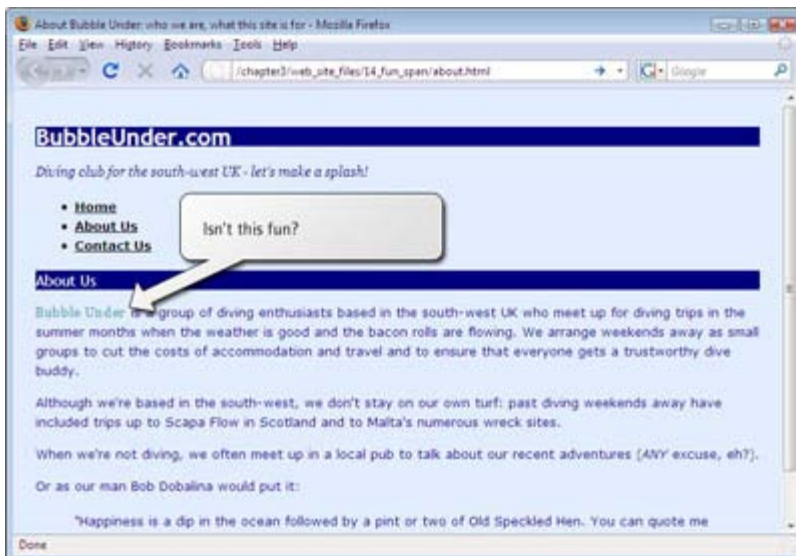 About Bubble Under: who we are, what this site is for - Mozilla Firefox
File Edit View History Bookmarks Tools Help
/chapter3/web_site_files/14_fun_span/about.html
Google
BubbleUnder.com
Diving club for the south-west UK - let's make a splash!
• Home
• About Us
• Contact Us
Isn't this fun?
About Us
Bubble Under is a group of diving enthusiasts based in the south-west UK who meet up for diving trips in the
summer months when the weather is good and the bacon rolls are flowing. We arrange weekends away as small
groups to cut the costs of accommodation and travel and to ensure that everyone gets a trustworthy dive
buddy.
Although we're based in the south-west, we don't stay on our own turf: past diving weekends away have
included trips up to Scapa Flow in Scotland and to Malta's numerous wreck sites.
When we're not diving, we often meet up in a local pub to talk about our recent adventures (ANY excuse, eh?).
Or as our man Bob Dobalina would put it:
"Happiness is a dip in the ocean followed by a pint or two of Old Speckled Hen. You can quote me
Done